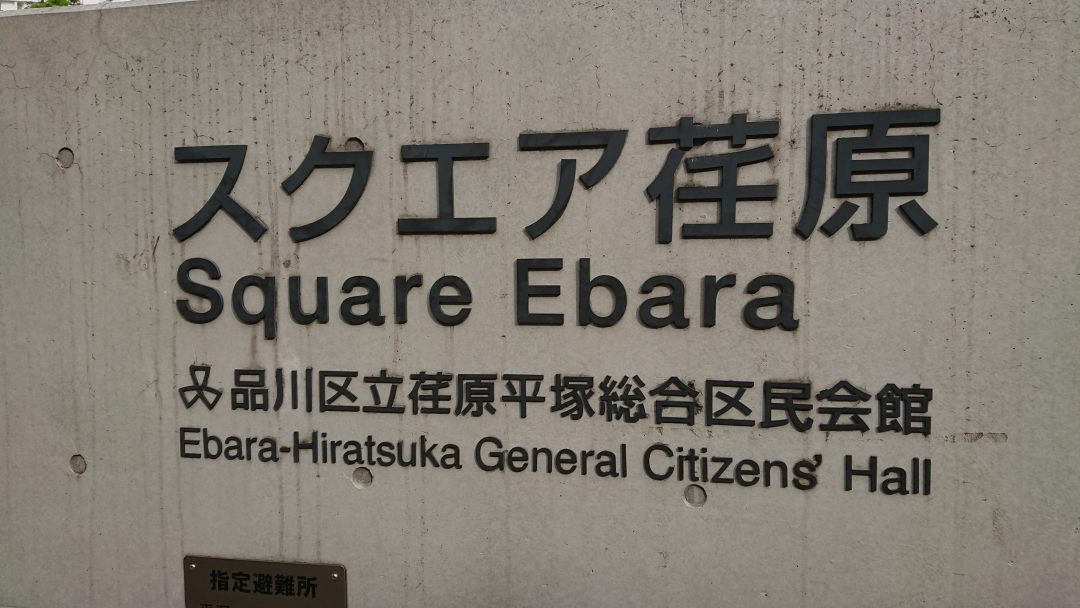 スクエア荏原
Square Ebara
品川区立荏原平塚総合区民会館
Ebara-Hiratsuka General Citizens' Hall
指定避難所